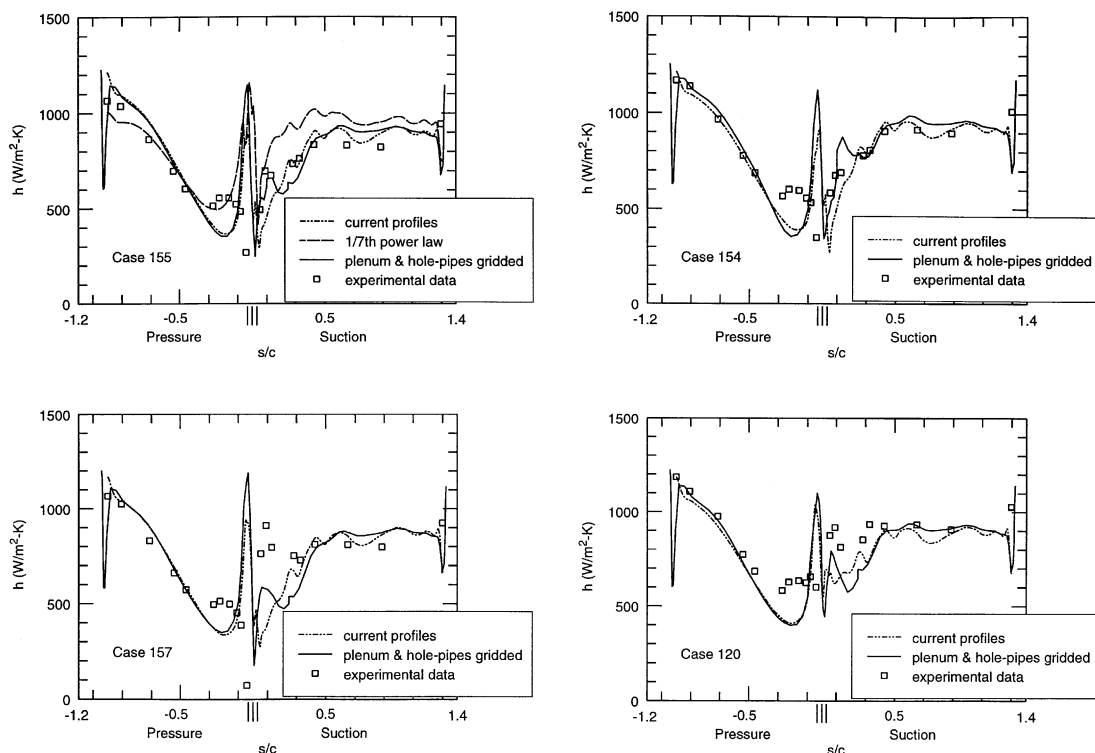 1500
1000
500
0
h (W/m²-K)
Case 155
current profiles
1/7th power law
plenum & hole-pipes gridded
experimental data
-1.2
-0.5
0.5
1.4
Pressure
Suction
s/c
1500
1000
500
0
h (W/m²-K)
Case 154
current profiles
plenum & hole-pipes gridded
experimental data
-1.2
-0.5
0.5
1.4
Pressure
Suction
s/c
1500
1000
500
0
h (W/m²-K)
Case 157
current profiles
plenum & hole-pipes gridded
experimental data
-1.2
-0.5
0.5
1.4
Pressure
Suction
s/c
1500
1000
500
0
h (W/m²-K)
Case 120
current profiles
plenum & hole-pipes gridded
experimental data
-1.2
-0.5
0.5
1.4
Pressure
Suction
s/c